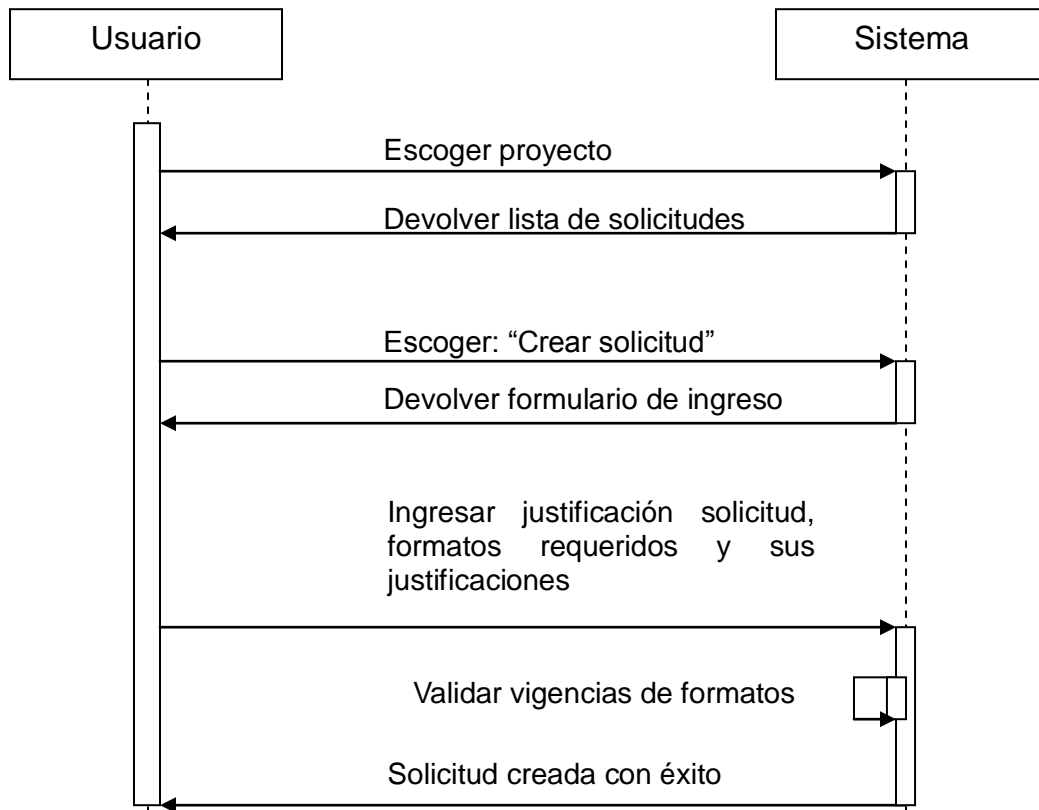 Usuario
Sistema
Escoger proyecto
Devolver lista de solicitudes
Escoger: “Crear solicitud”
Devolver formulario de ingreso
Ingresar justificación solicitud,
formatos requeridos y sus
justificaciones
Validar vigencias de formatos
Solicitud creada con éxito